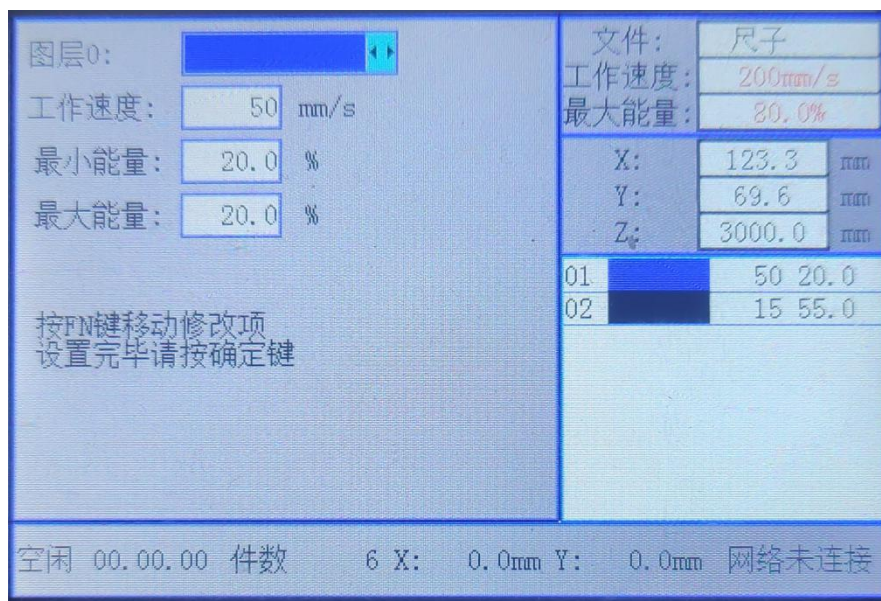 图层0:
工作速度: 50 mm/s
最小能量: 20.0 %
最大能量: 20.0 %
按FN键移动修改项
设置完毕请按确定键
文件: 尺子
工作速度: 200mm/s
最大能量: 80.0%
X: 123.3 mm
Y: 69.6 mm
Z: 3000.0 mm
01 50 20.0
02 15 55.0
空闲 00.00.00 件数 6 X: 0.0mm Y: 0.0mm 网络未连接